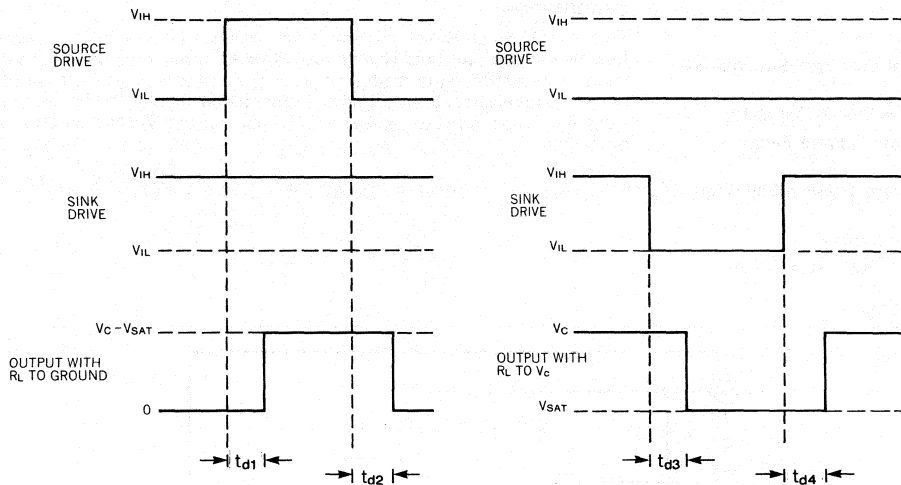 VIH
SOURCE
DRIVE
VIL
VIH
SINK
DRIVE
VIL
VC – VSAT
OUTPUT WITH
RL TO GROUND
0
td1
td2
VIH
SOURCE
DRIVE
VIL
VIH
SINK
DRIVE
VIL
VC
OUTPUT WITH
RL TO Vc
VSAT
td3
td4